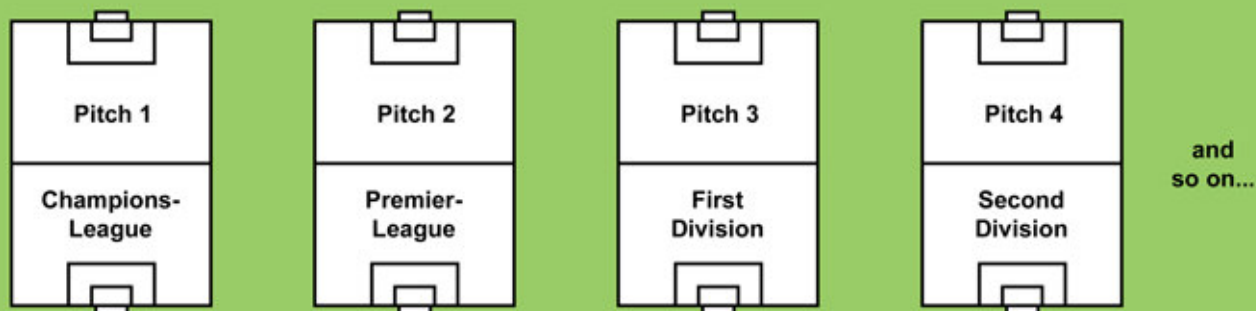 Pitch 1
Champions-
League
Pitch 2
Premier-
League
Pitch 3
First
Division
Pitch 4
Second
Division
and
so on...